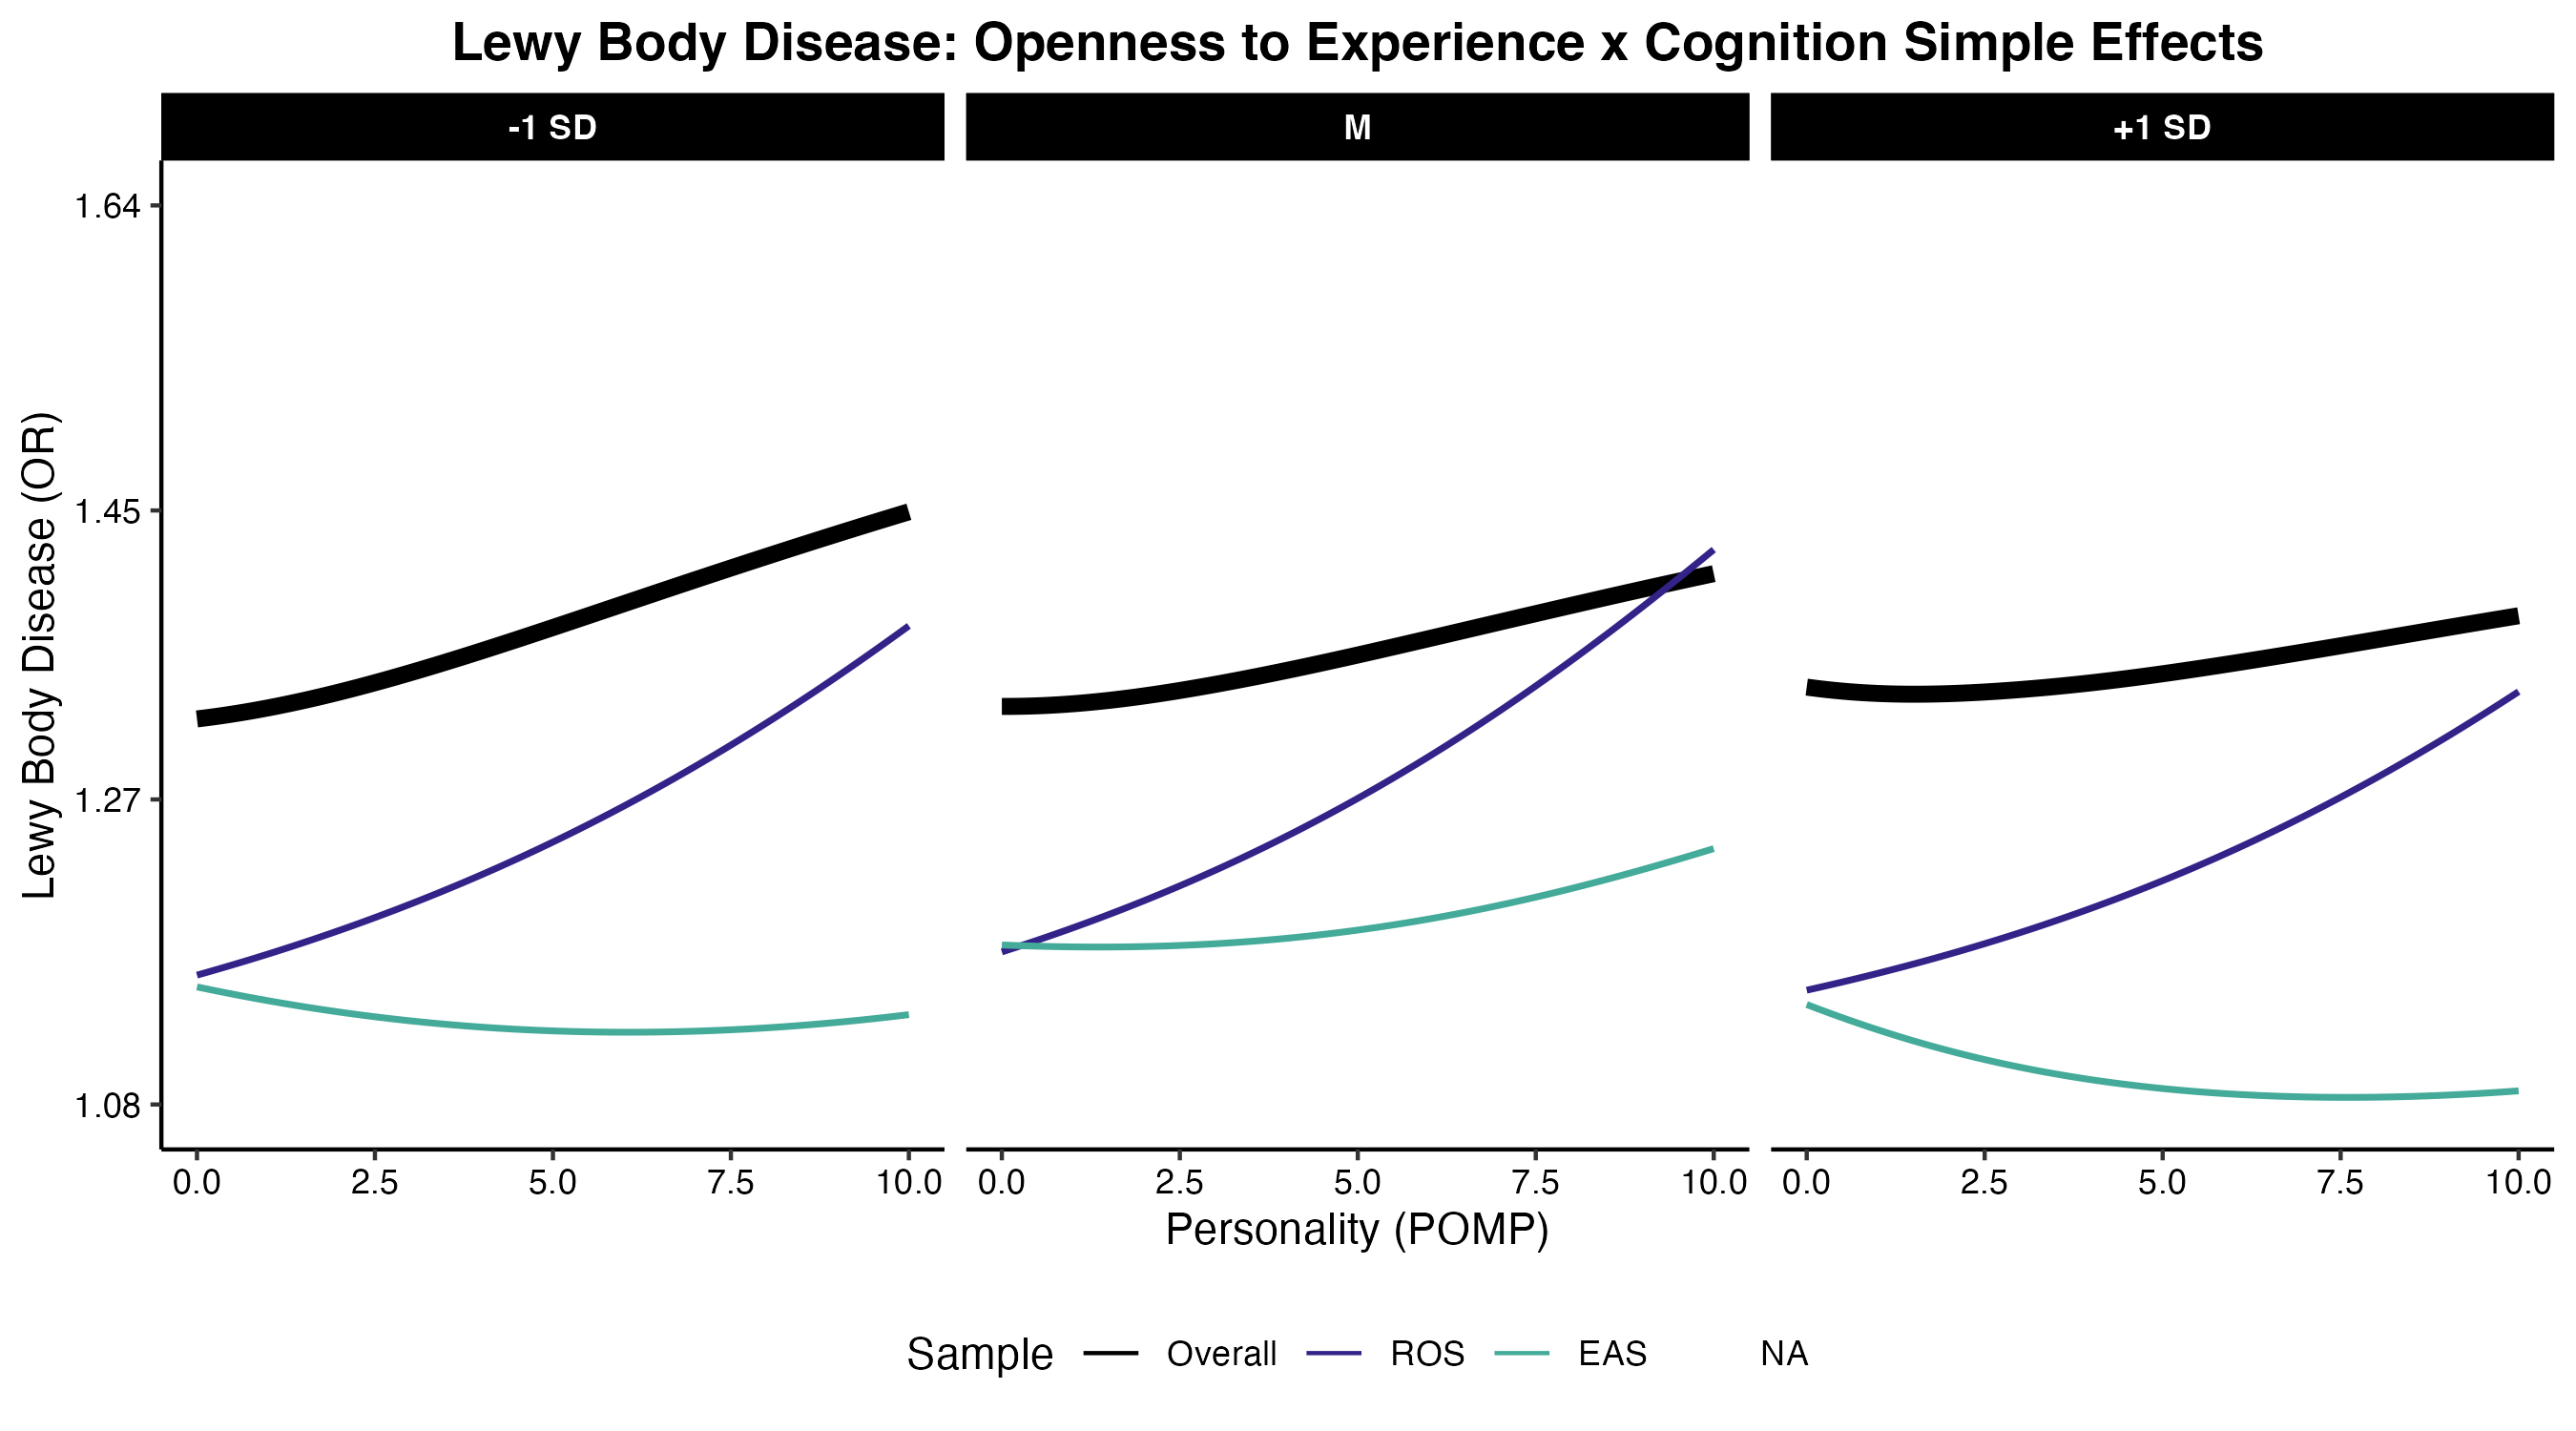 Lewy Body Disease: Openness to Experience x Cognition Simple Effects
-1 SD
M
+1 SD
Lewy Body Disease (OR)
1.64
1.45
1.27
1.08
0.0 2.5 5.0 7.5 10.0
0.0 2.5 5.0 7.5 10.0
0.0 2.5 5.0 7.5 10.0
Personality (POMP)
Sample Overall ROS EAS NA